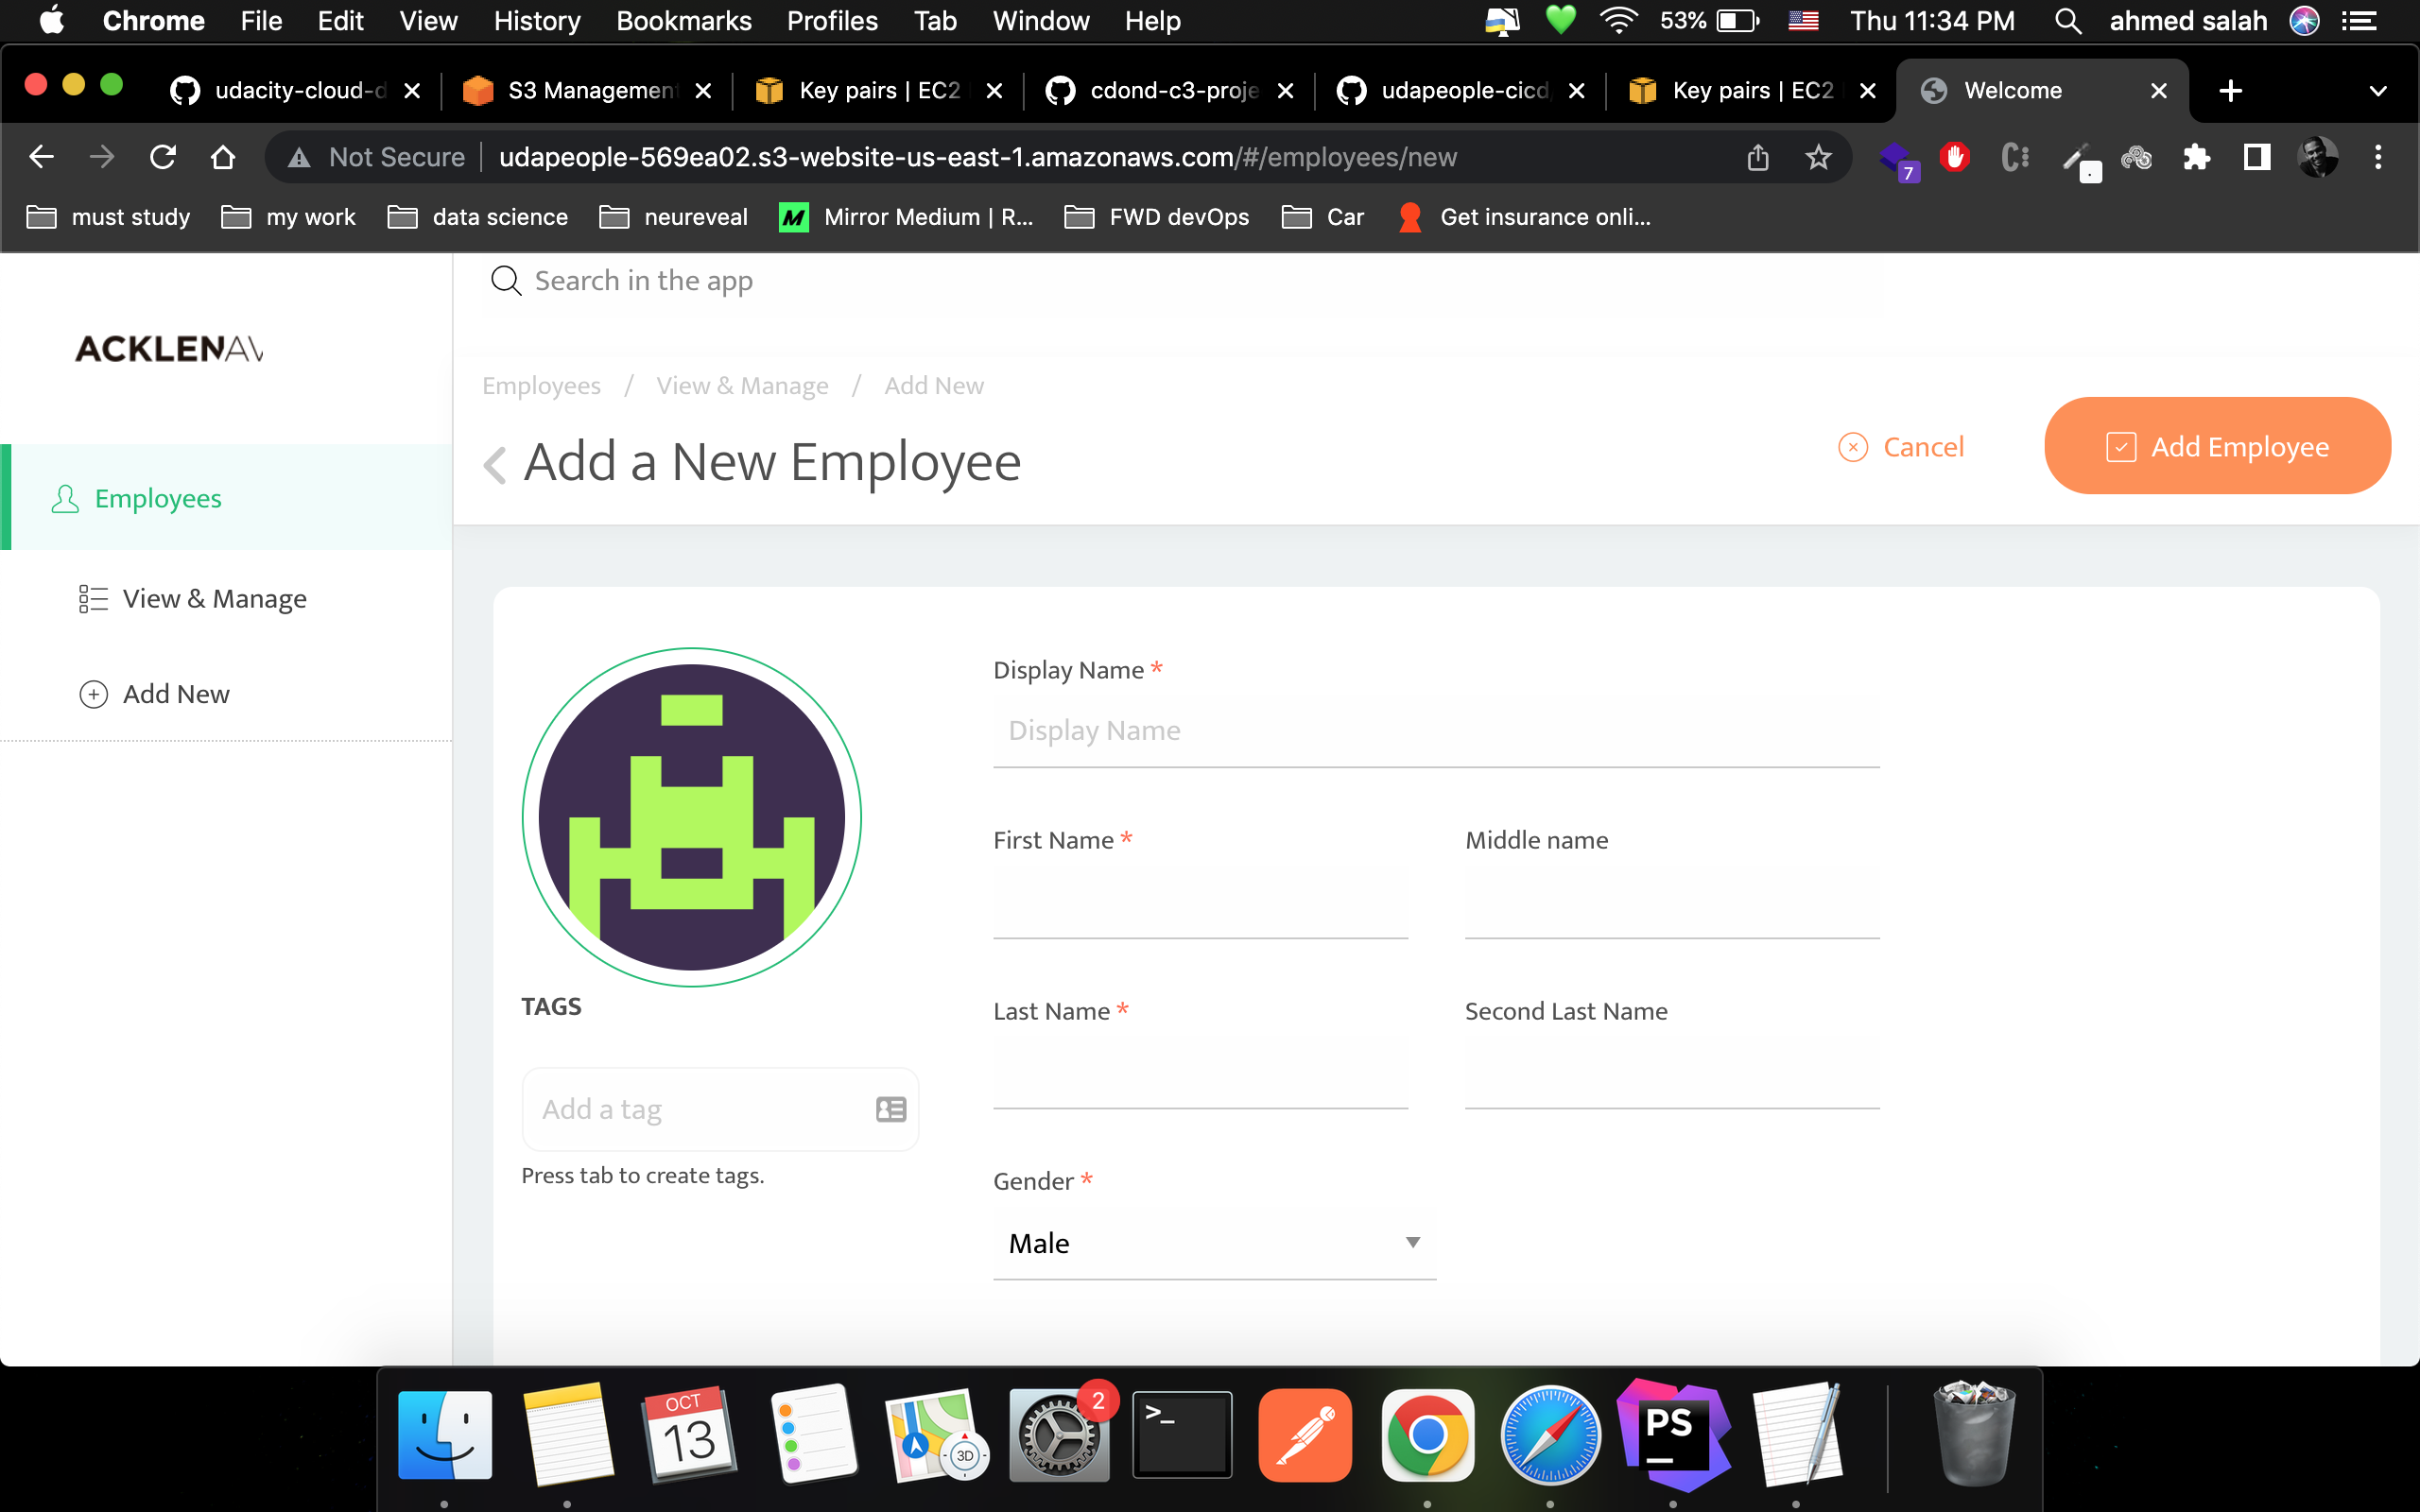 Chrome File Edit View History Bookmarks Profiles Tab Window Help 53% Thu 11:34 PM ahmed salah
udacity-cloud-d S3 Management Key pairs | EC2 cdond-c3-proje udapeople-cicd Key pairs | EC2 Welcome
Not Secure udapeople-569ea02.s3-website-us-east-1.amazonaws.com/#/employees/new 7
must study my work data science neureveal M Mirror Medium | R... FWD devOps Car Get insurance onli...
Search in the app
ACKLENAV
Employees / View & Manage / Add New
Add a New Employee
Cancel
Add Employee
Employees
View & Manage
Add New
Display Name *
Display Name
First Name *
Middle name
Last Name *
Second Last Name
TAGS
Add a tag
Press tab to create tags.
Gender *
Male
OCT
13
3D
2
>_
PS